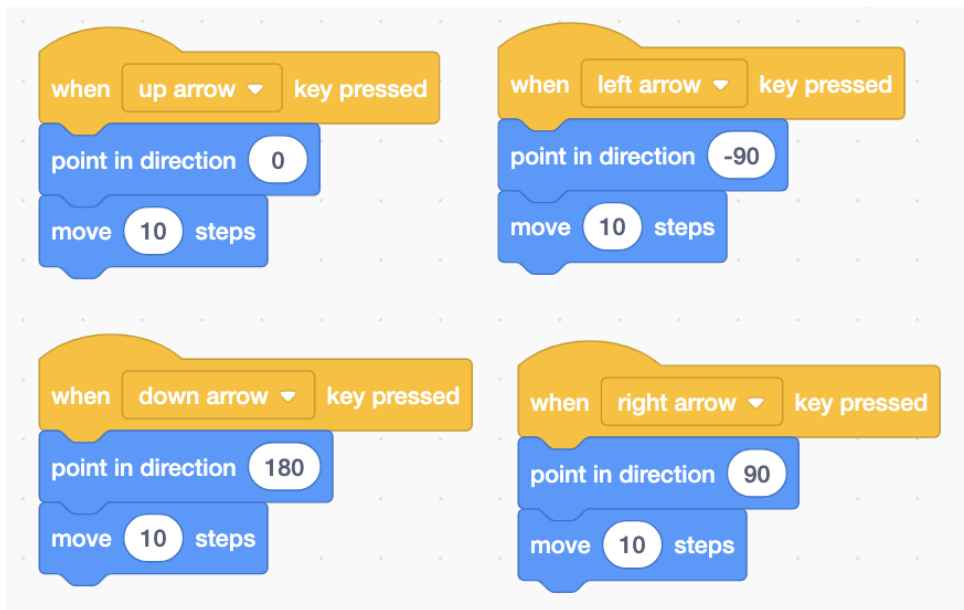 when up arrow key pressed
point in direction 0
move 10 steps
when left arrow key pressed
point in direction -90
move 10 steps
when down arrow key pressed
point in direction 180
move 10 steps
when right arrow key pressed
point in direction 90
move 10 steps